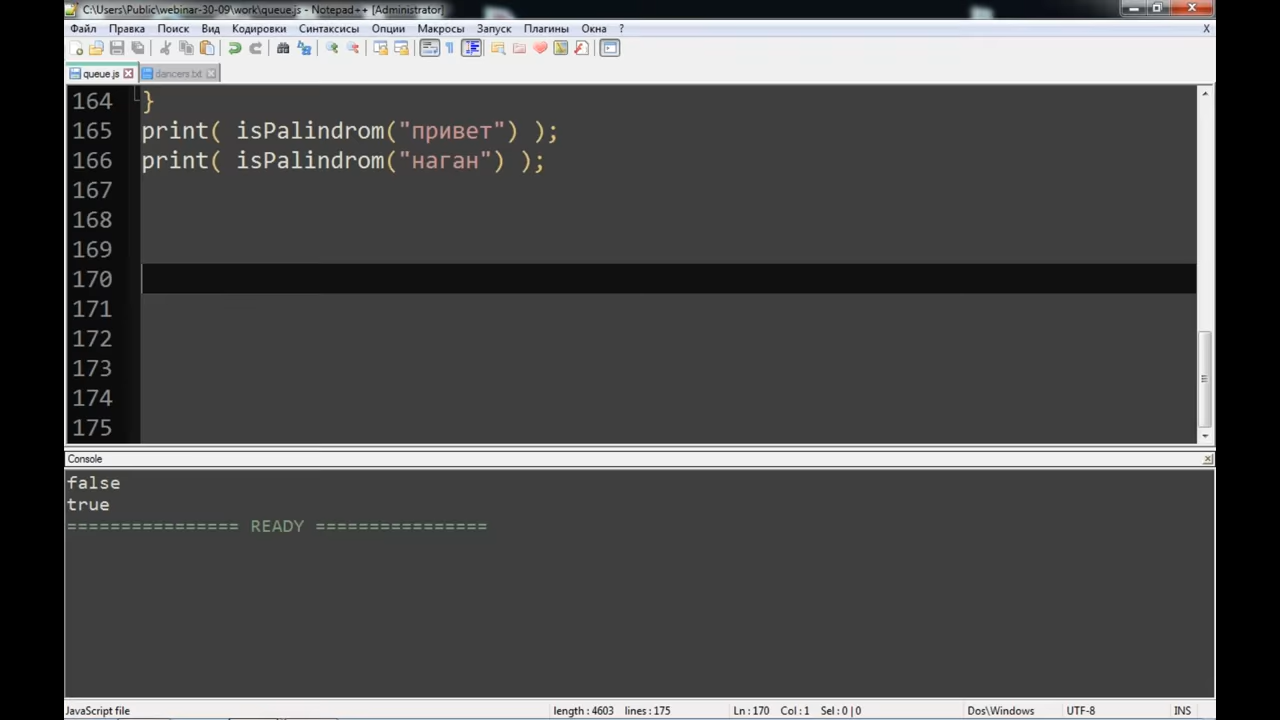 C:\Users\Public\webinar-30-09\work\queue.js - Notepad++ [Administrator]
Файл Правка Поиск Вид Кодировки Синтаксисы Опции Макросы Запуск Плагины Окна ? X
queue.js dancers.txt
164 }
165 print( isPalindrom("привет") );
166 print( isPalindrom("наган") );
167
168
169
170
171
172
173
174
175
Console
false
true
================ READY ================
JavaScript file length : 4603 lines : 175 Ln : 170 Col : 1 Sel : 0 | 0 Dos\Windows UTF-8 INS